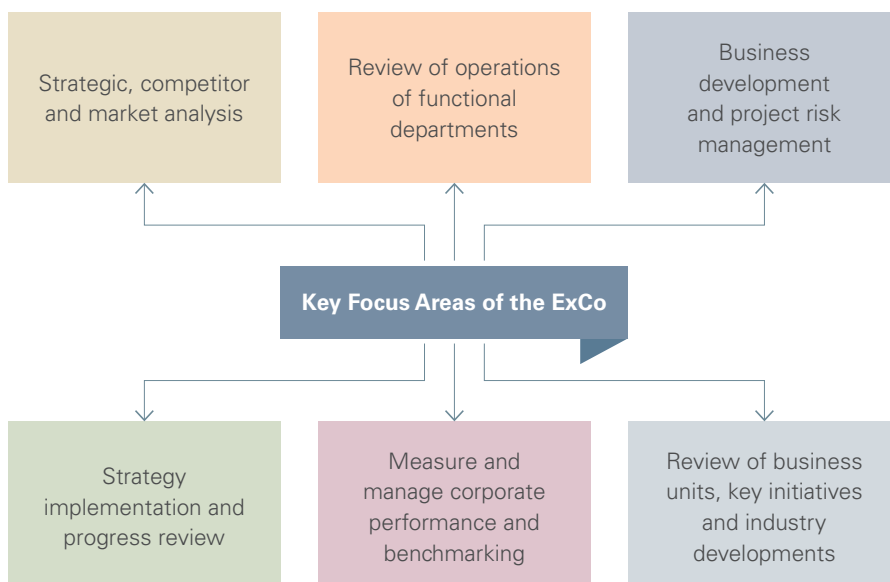 Strategic, competitor
and market analysis
Review of operations
of functional
departments
Business
development
and project risk
management
Key Focus Areas of the ExCo
Strategy
implementation and
progress review
Measure and
manage corporate
performance and
benchmarking
Review of business
units, key initiatives
and industry
developments